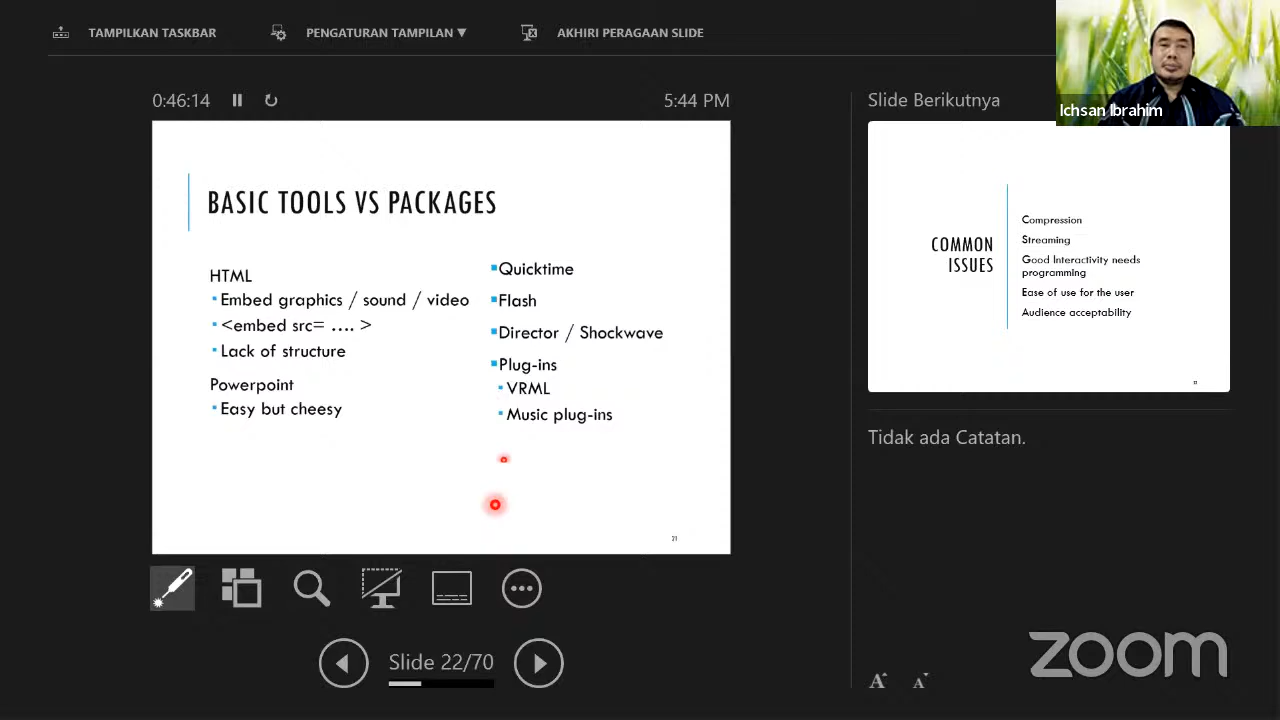 TAMPILKAN TASKBAR
PENGATURAN TAMPILAN ▼
AKHIRI PERAGAAN SLIDE
Ichsan Ibrahim
0:46:14
5:44 PM
BASIC TOOLS VS PACKAGES
HTML
Embed graphics / sound / video
<embed src= .... >
Lack of structure
Powerpoint
Easy but cheesy
Quicktime
Flash
Director / Shockwave
Plug-ins
VRML
Music plug-ins
Slide Berikutnya
COMMON
ISSUES
Compression
Streaming
Good Interactivity needs
programming
Ease of use for the user
Audience acceptability
Tidak ada Catatan.
Slide 22/70
A A
zoom